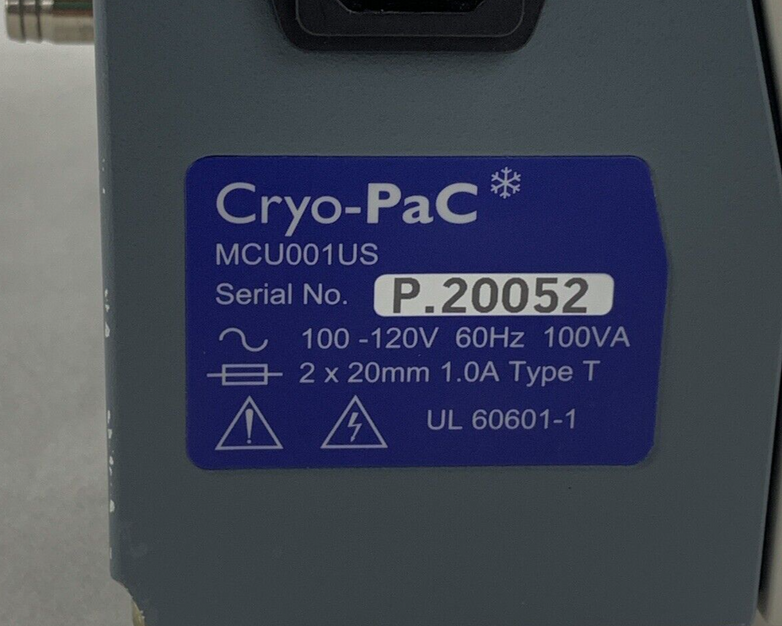 Cryo-PaC
MCU001US
Serial No. P.20052
100 -120V 60Hz 100VA
2 x 20mm 1.0A Type T
UL 60601-1